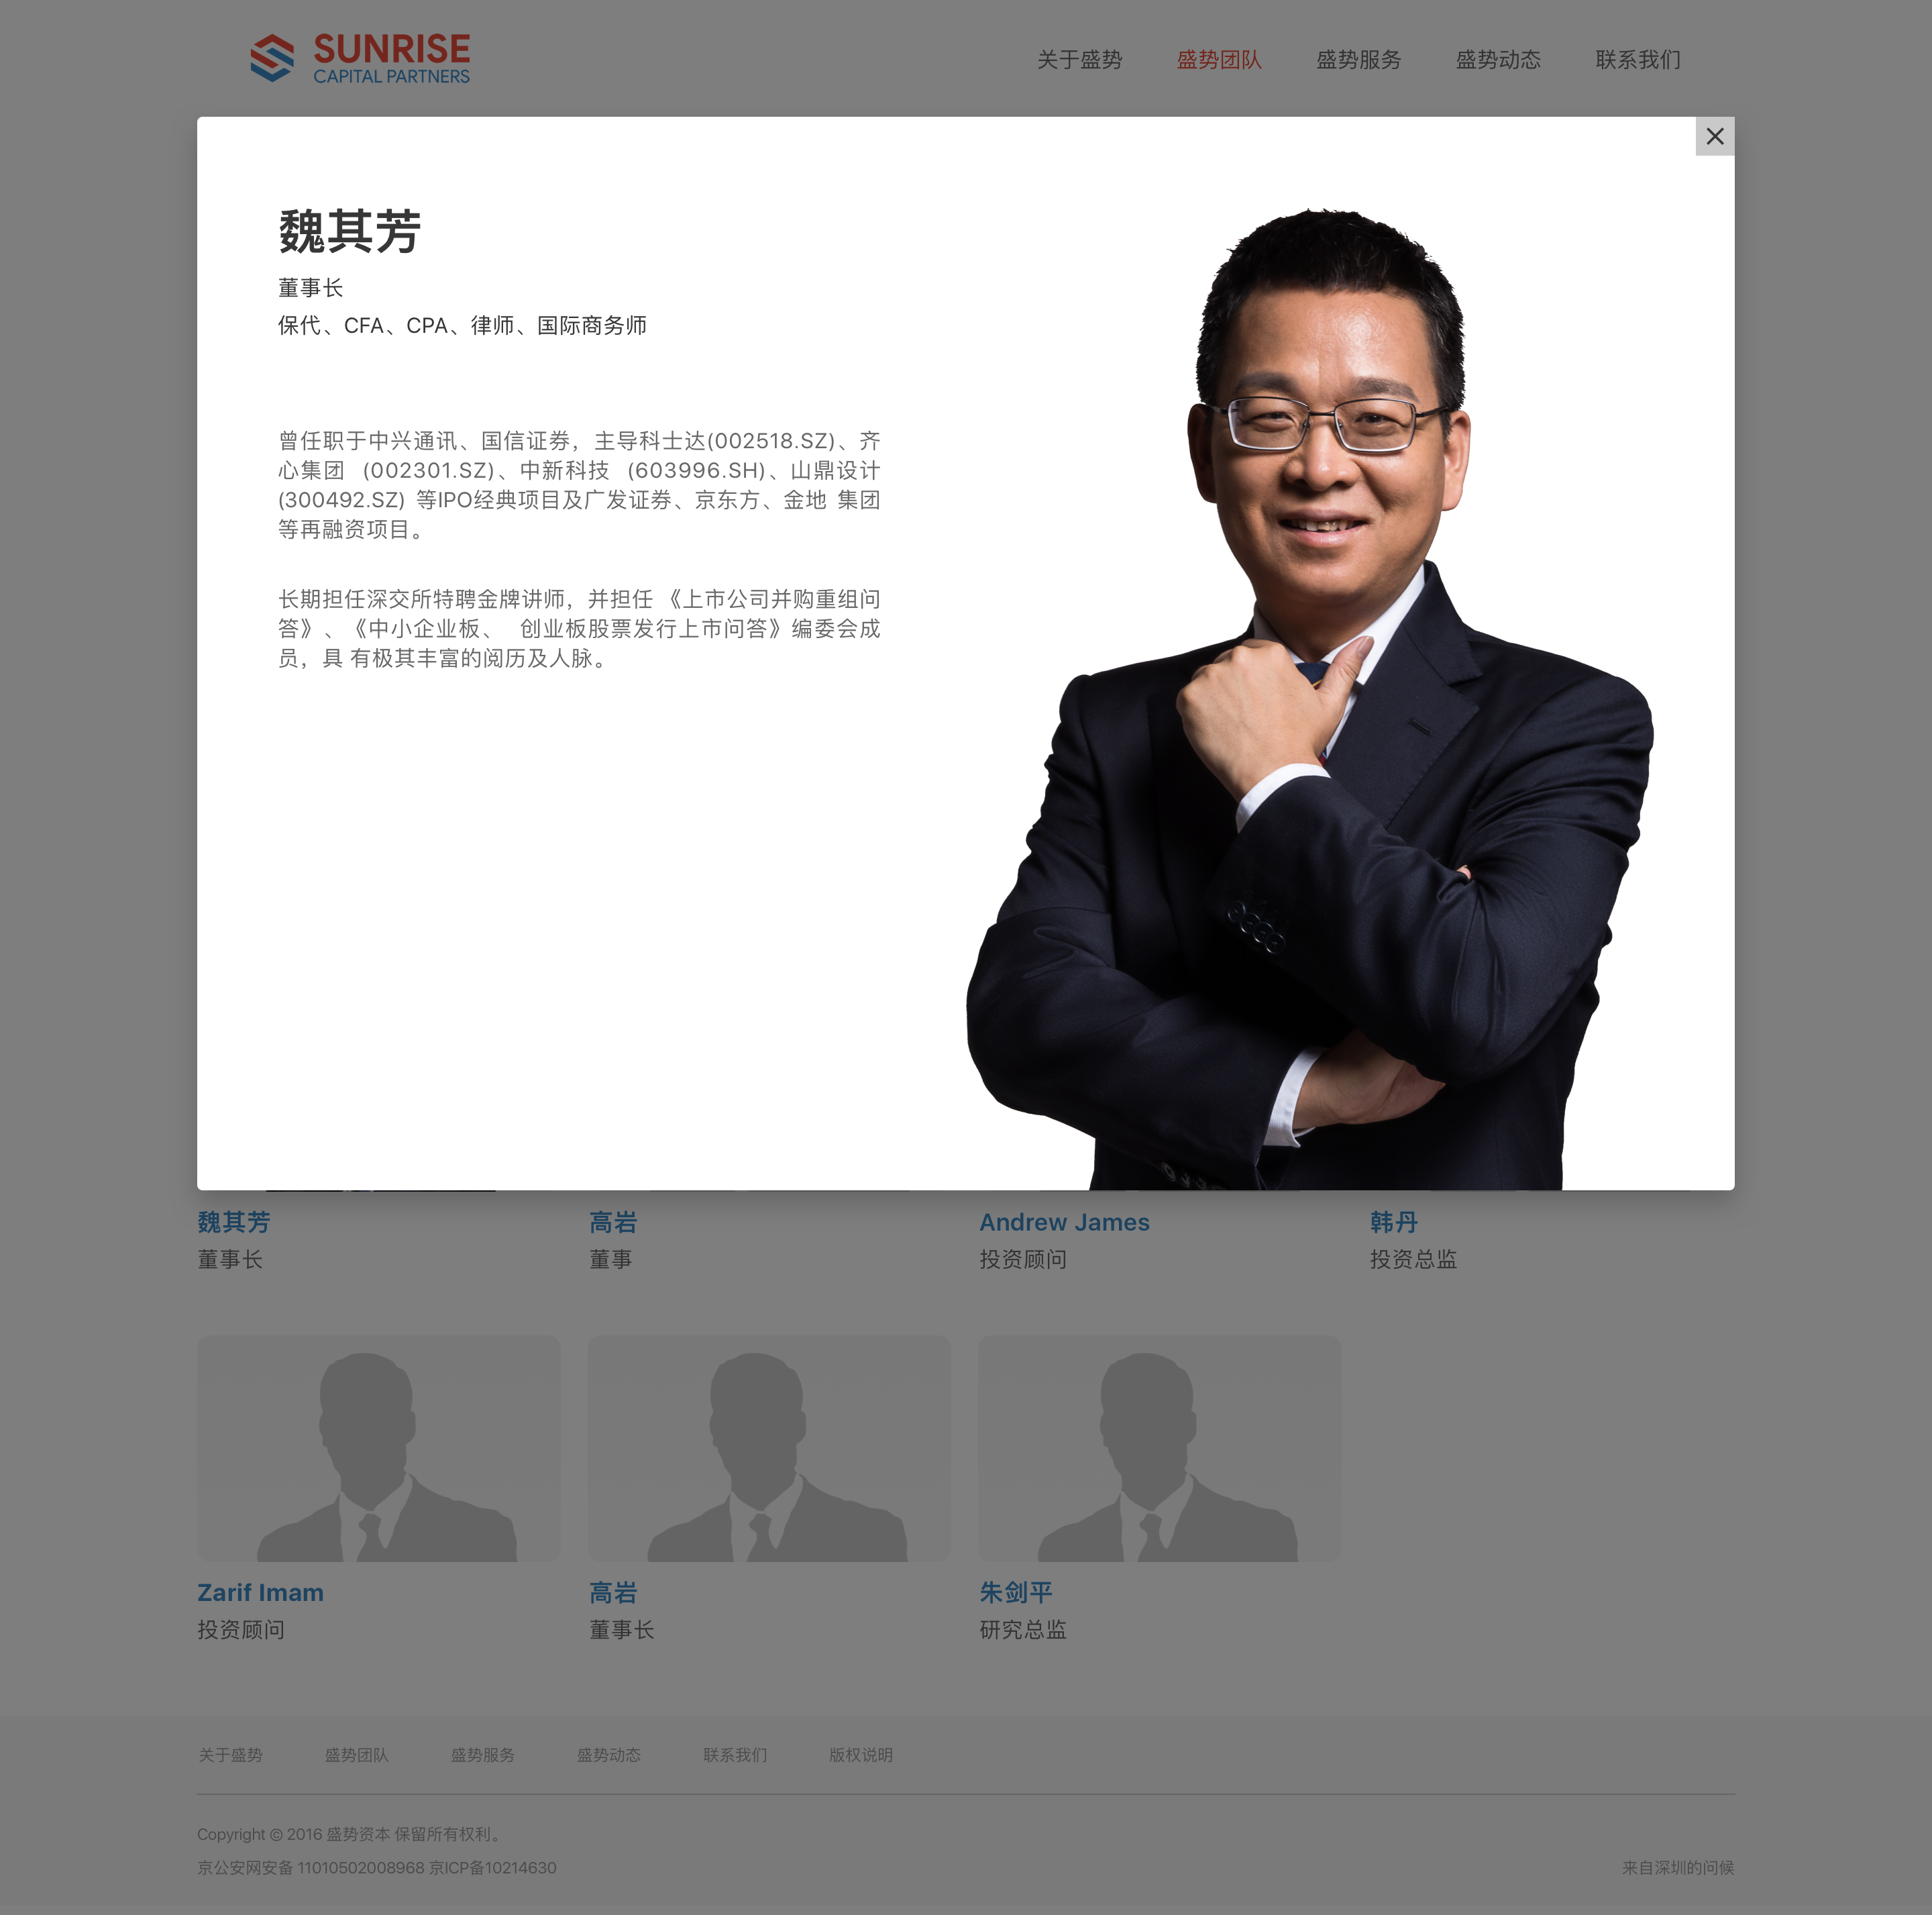 SUNRISE
CAPITAL PARTNERS
关于盛势
盛势团队
盛势服务
盛势动态
联系我们
魏其芳
董事长
保代、CFA、CPA、律师、国际商务师
曾任职于中兴通讯、国信证券，主导科士达(002518.SZ)、齐
心集团 (002301.SZ)、中新科技 (603996.SH)、山鼎设计
(300492.SZ) 等IPO经典项目及广发证券、京东方、金地 集团
等再融资项目。
长期担任深交所特聘金牌讲师，并担任《上市公司并购重组问
答》、《中小企业板、 创业板股票发行上市问答》编委会成
员，具 有极其丰富的阅历及人脉。
魏其芳
董事长
高岩
董事
Andrew James
投资顾问
韩丹
投资总监
Zarif Imam
投资顾问
高岩
董事长
朱剑平
研究总监
关于盛势
盛势团队
盛势服务
盛势动态
联系我们
版权说明
Copyright © 2016 盛势资本 保留所有权利。
京公安网安备 11010502008968 京ICP备10214630
来自深圳的问候